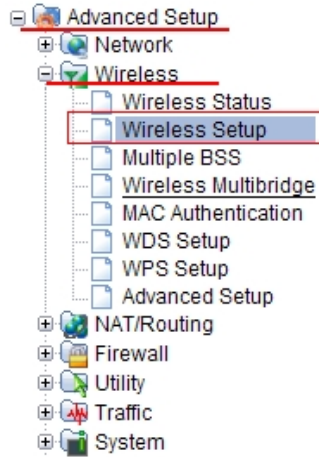 Advanced Setup
Network
Wireless
Wireless Status
Wireless Setup
Multiple BSS
Wireless Multibridge
MAC Authentication
WDS Setup
WPS Setup
Advanced Setup
NAT/Routing
Firewall
Utility
Traffic
System